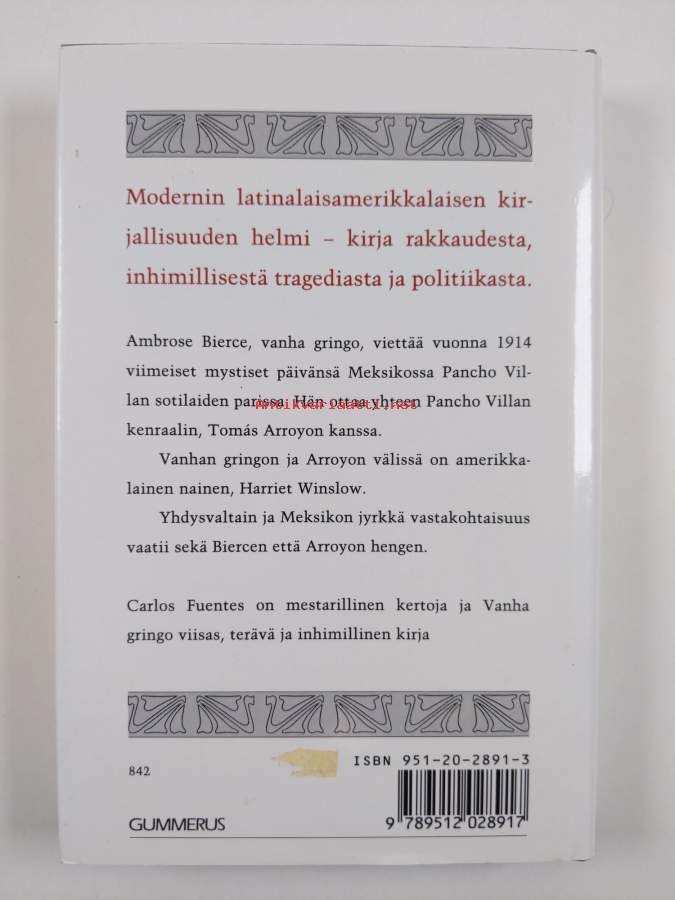 Modernin latinalaisamerikkalaisen kir-
jallisuuden helmi – kirja rakkaudesta,
inhimillisestä tragediasta ja politiikasta.
Ambrose Bierce, vanha gringo, viettää vuonna 1914
viimeiset mystiset päivänsä Meksikossa Pancho Vil-
lan sotilaiden parissa. Hän ottaa yhteen Pancho Villan
Antikvariaatti.net
kenraalin, Tomás Arroyon kanssa.
Vanhan gringon ja Arroyon välissä on amerikka-
lainen nainen, Harriet Winslow.
Yhdysvaltain ja Meksikon jyrkkä vastakohtaisuus
vaatii sekä Biercen että Arroyon hengen.
Carlos Fuentes on mestarillinen kertoja ja Vanha
gringo viisas, terävä ja inhimillinen kirja
ISBN 951-20-2891-3
842
GUMMERUS
9 789512 028917